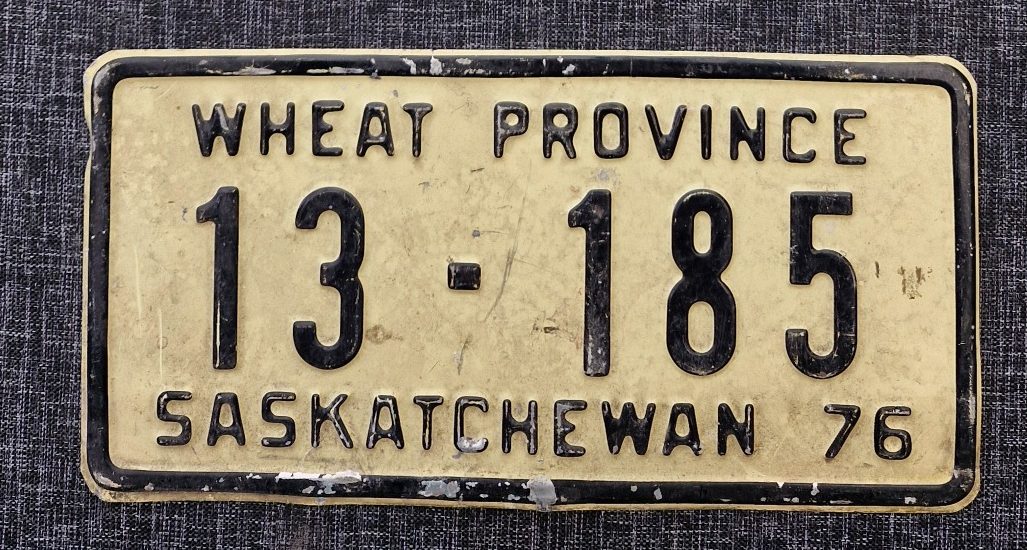 WHEAT PROVINCE
13-185
SASKATCHEWAN 76